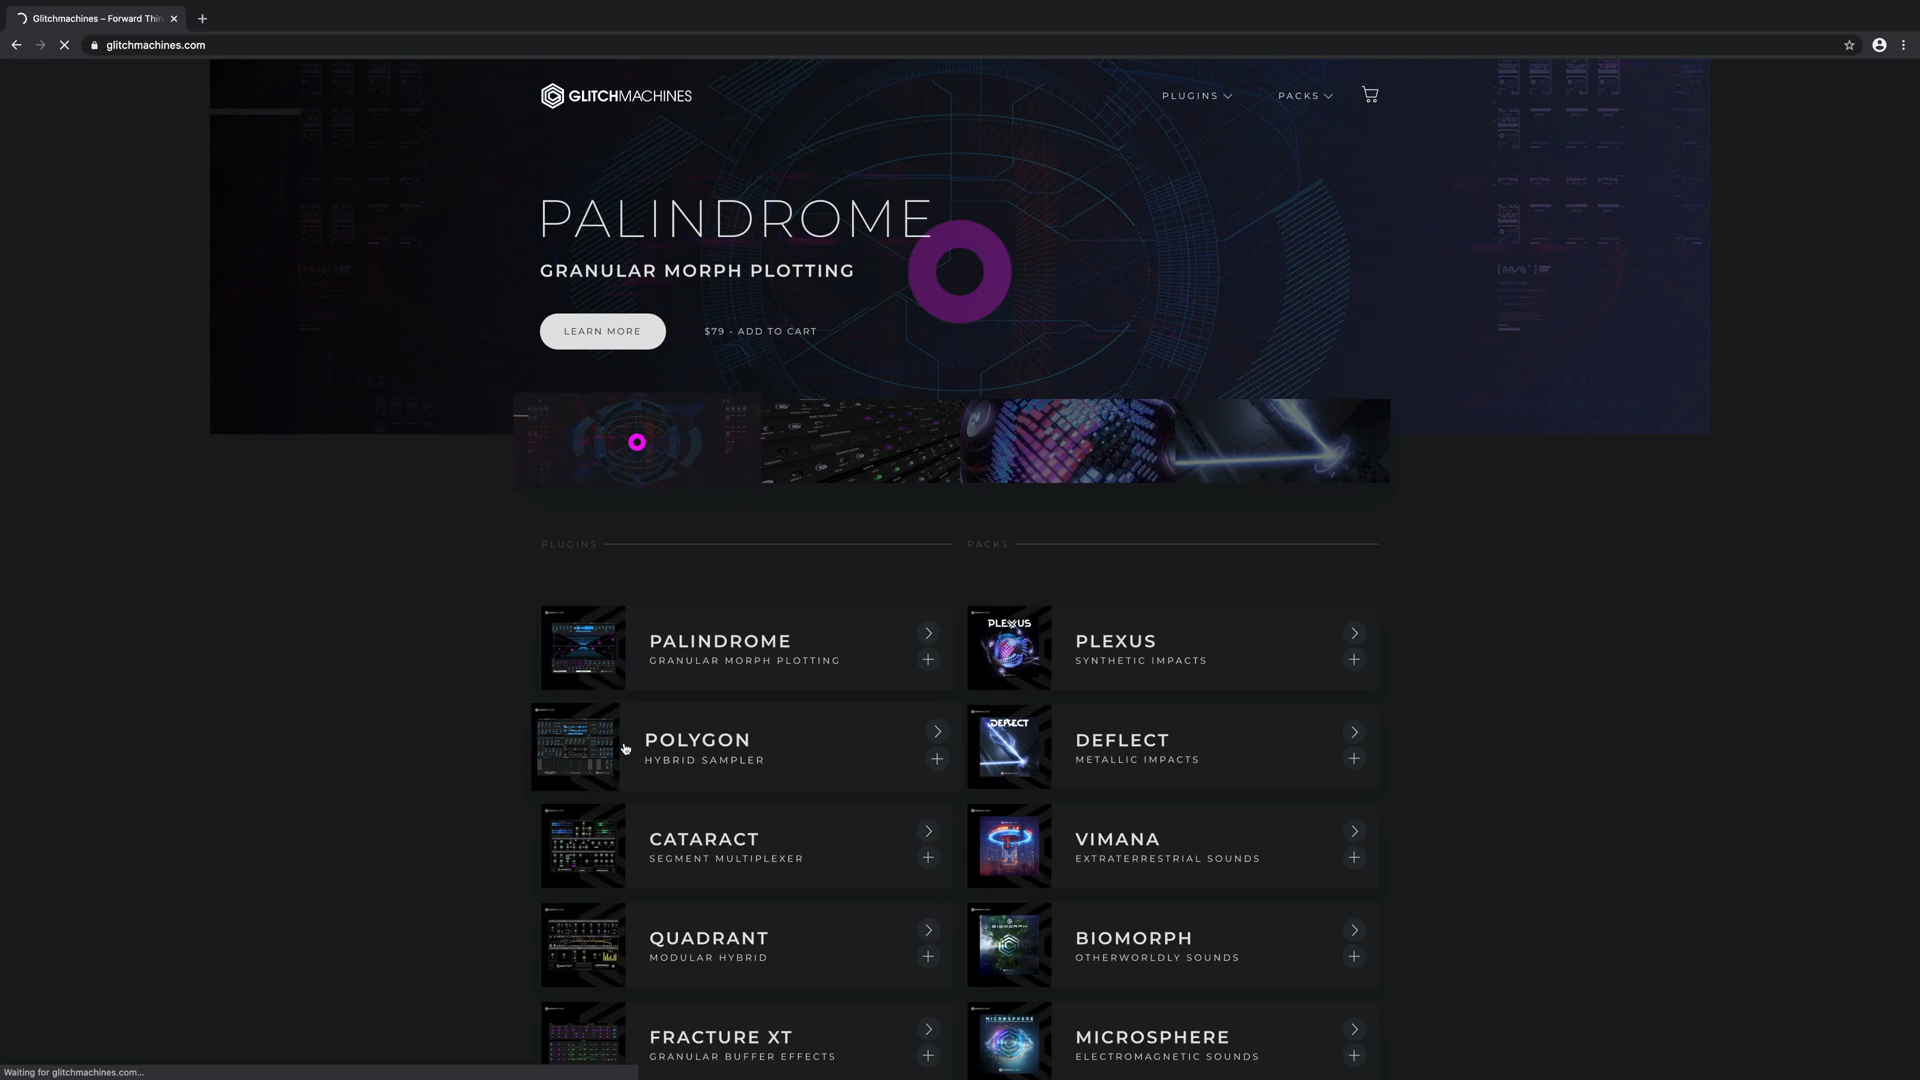 Glitchmachines – Forward Thin
glitchmachines.com
GLITCHMACHINES
PLUGINS
PACKS
PALINDROME
GRANULAR MORPH PLOTTING
LEARN MORE
$79 - ADD TO CART
PLUGINS
PACKS
PALINDROME
GRANULAR MORPH PLOTTING
PLEXUS
PLEXUS
SYNTHETIC IMPACTS
POLYGON
HYBRID SAMPLER
DEFLECT
DEFLECT
METALLIC IMPACTS
CATARACT
SEGMENT MULTIPLEXER
VIMANA
EXTRATERRESTRIAL SOUNDS
QUADRANT
MODULAR HYBRID
BIOMORPH
BIOMORPH
OTHERWORLDLY SOUNDS
FRACTURE XT
GRANULAR BUFFER EFFECTS
MICROSPHERE
MICROSPHERE
ELECTROMAGNETIC SOUNDS
Waiting for glitchmachines.com...